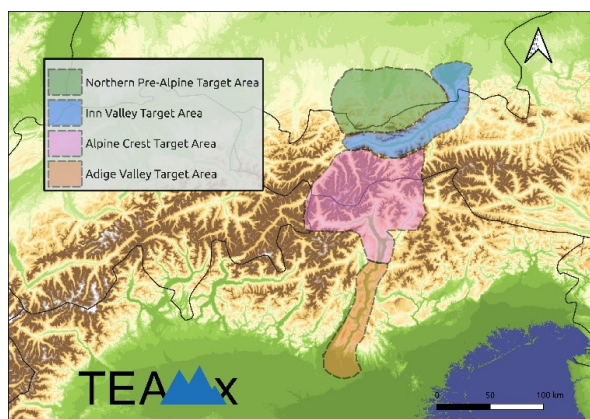 Northern Pre-Alpine Target Area
Inn Valley Target Area
Alpine Crest Target Area
Adige Valley Target Area
TEAMx
0 50 100 km